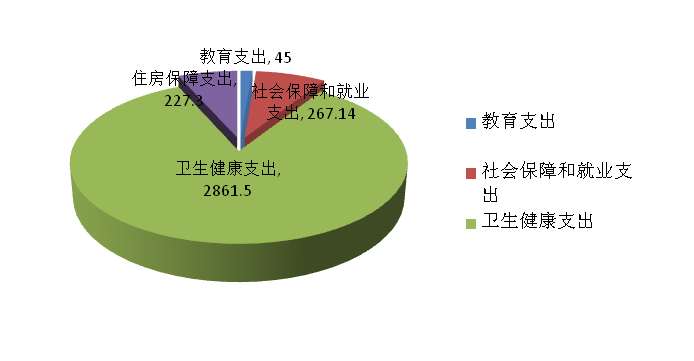 教育支出, 45
住房保障支出,
227.3
社会保障和就业
支出, 267.14
卫生健康支出,
2861.5
教育支出
社会保障和就业支
出
卫生健康支出